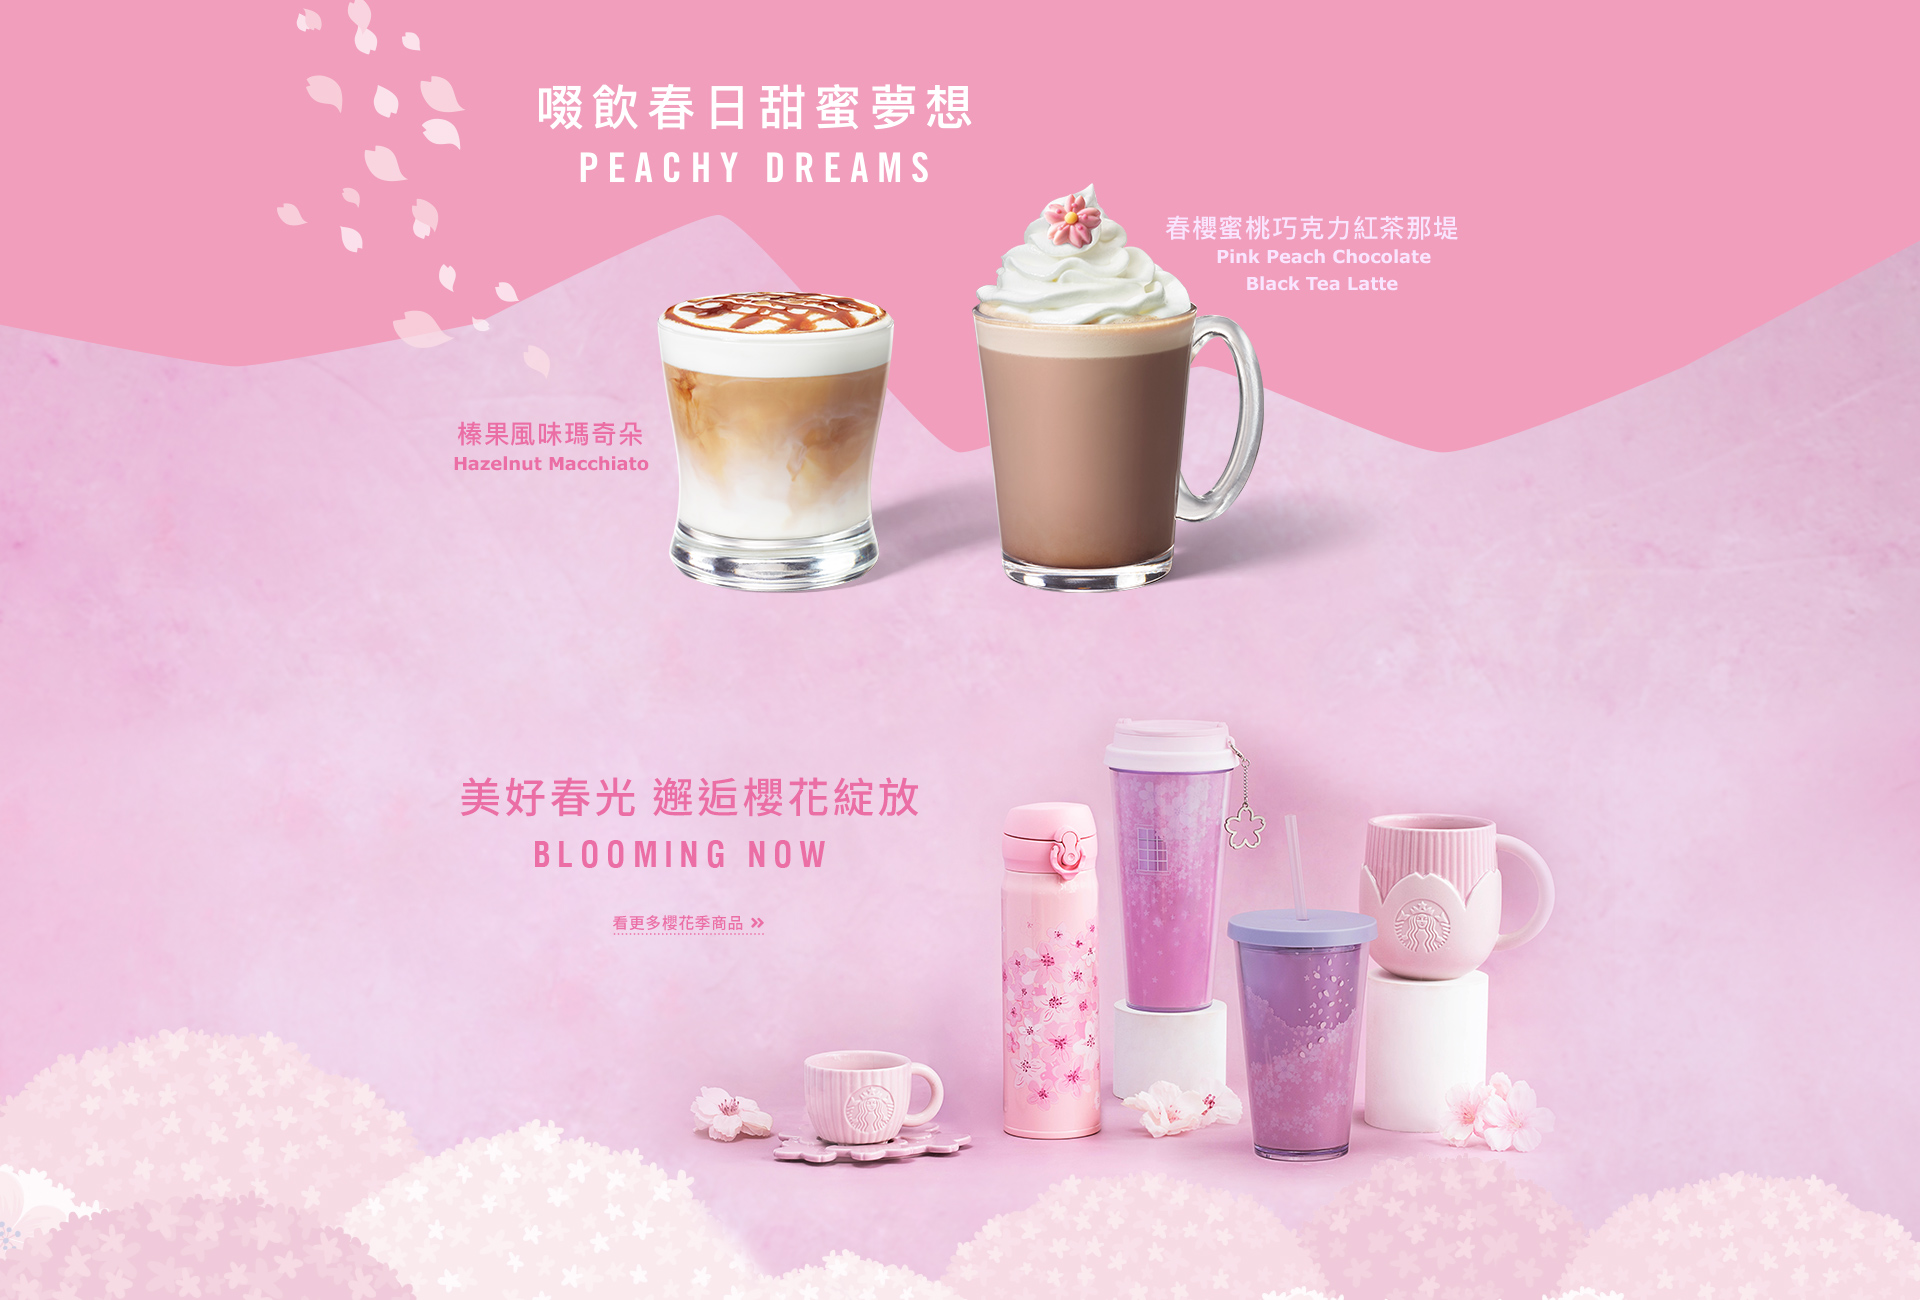 啜飲春日甜蜜夢想
PEACHY DREAMS
春櫻蜜桃巧克力紅茶那堤
Pink Peach Chocolate
Black Tea Latte
榛果風味瑪奇朵
Hazelnut Macchiato
美好春光 邂逅櫻花綻放
BLOOMING NOW
看更多櫻花季商品 »